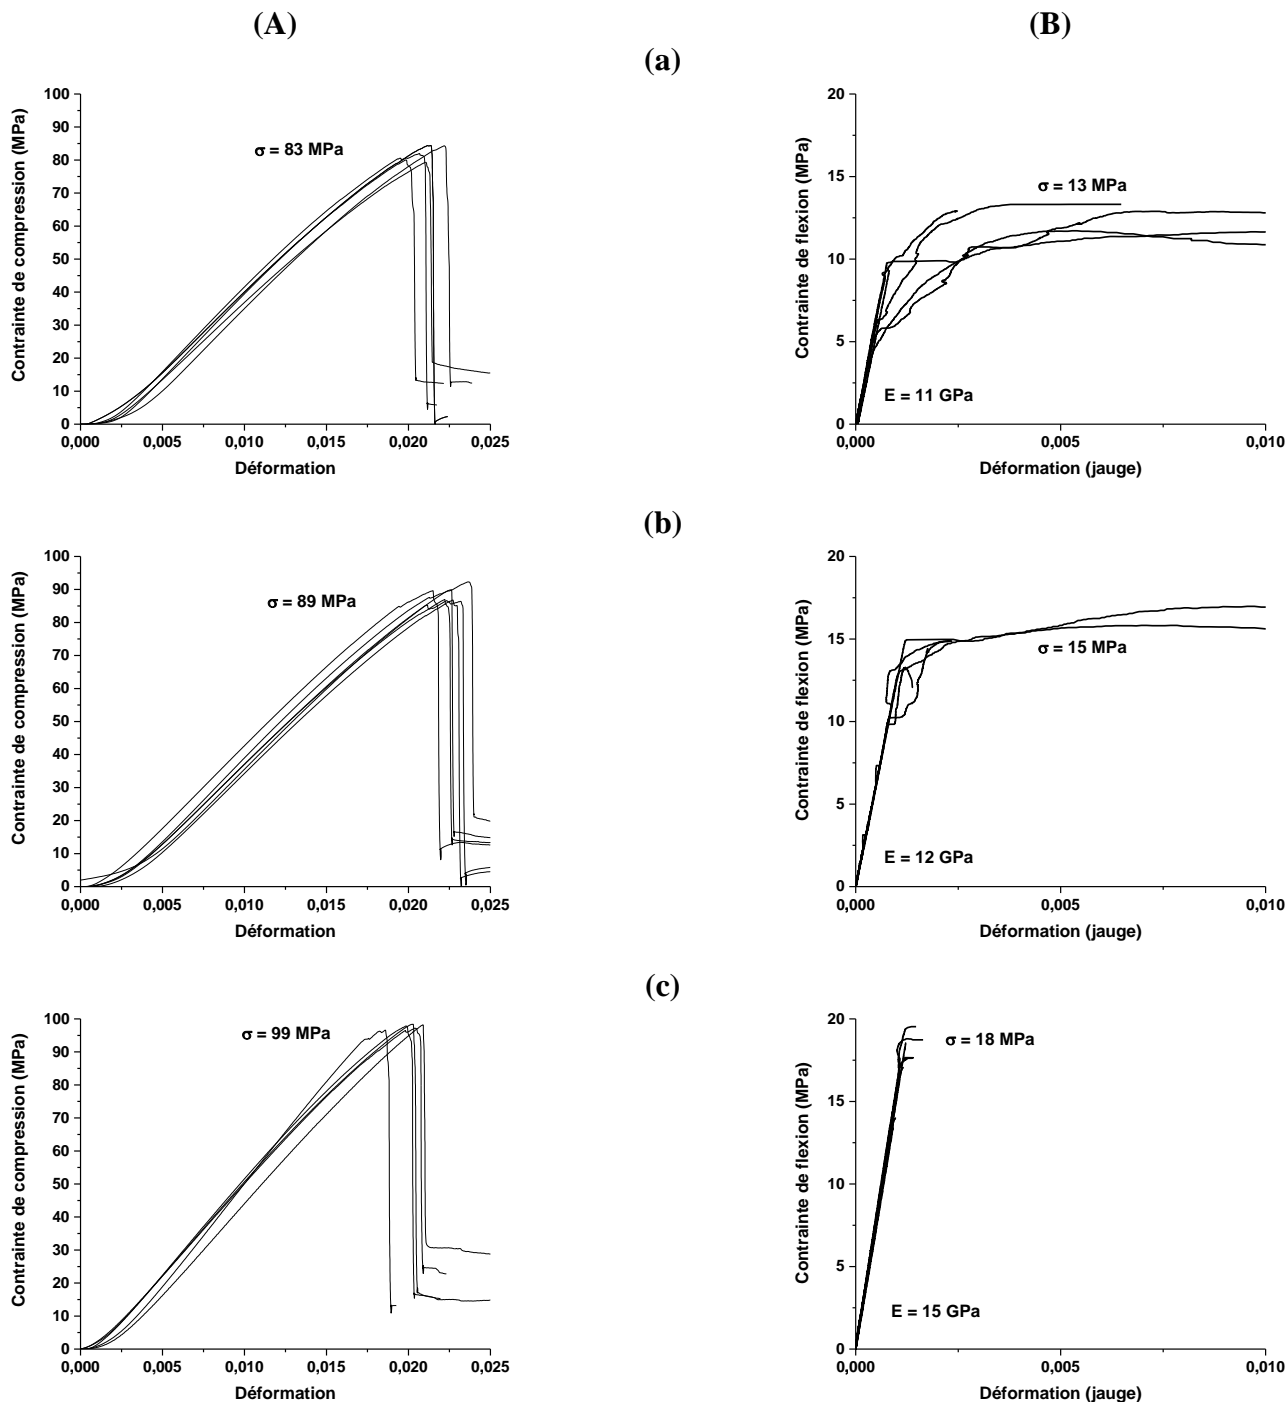 (A)
(B)
(a)
Contrainte de compression (MPa)
100
90
80
70
60
50
40
30
20
10
0
σ = 83 MPa
0,000 0,005 0,010 0,015 0,020 0,025
Déformation
Contrainte de flexion (MPa)
20
15
10
5
0
σ = 13 MPa
E = 11 GPa
0,000 0,005 0,010
Déformation (jauge)
(b)
Contrainte de compression (MPa)
100
90
80
70
60
50
40
30
20
10
0
σ = 89 MPa
0,000 0,005 0,010 0,015 0,020 0,025
Déformation
Contrainte de flexion (MPa)
20
15
10
5
0
σ = 15 MPa
E = 12 GPa
0,000 0,005 0,010
Déformation (jauge)
(c)
Contrainte de compression (MPa)
100
90
80
70
60
50
40
30
20
10
0
σ = 99 MPa
0,000 0,005 0,010 0,015 0,020 0,025
Déformation
Contrainte de flexion (MPa)
20
15
10
5
0
σ = 18 MPa
E = 15 GPa
0,000 0,005 0,010
Déformation (jauge)